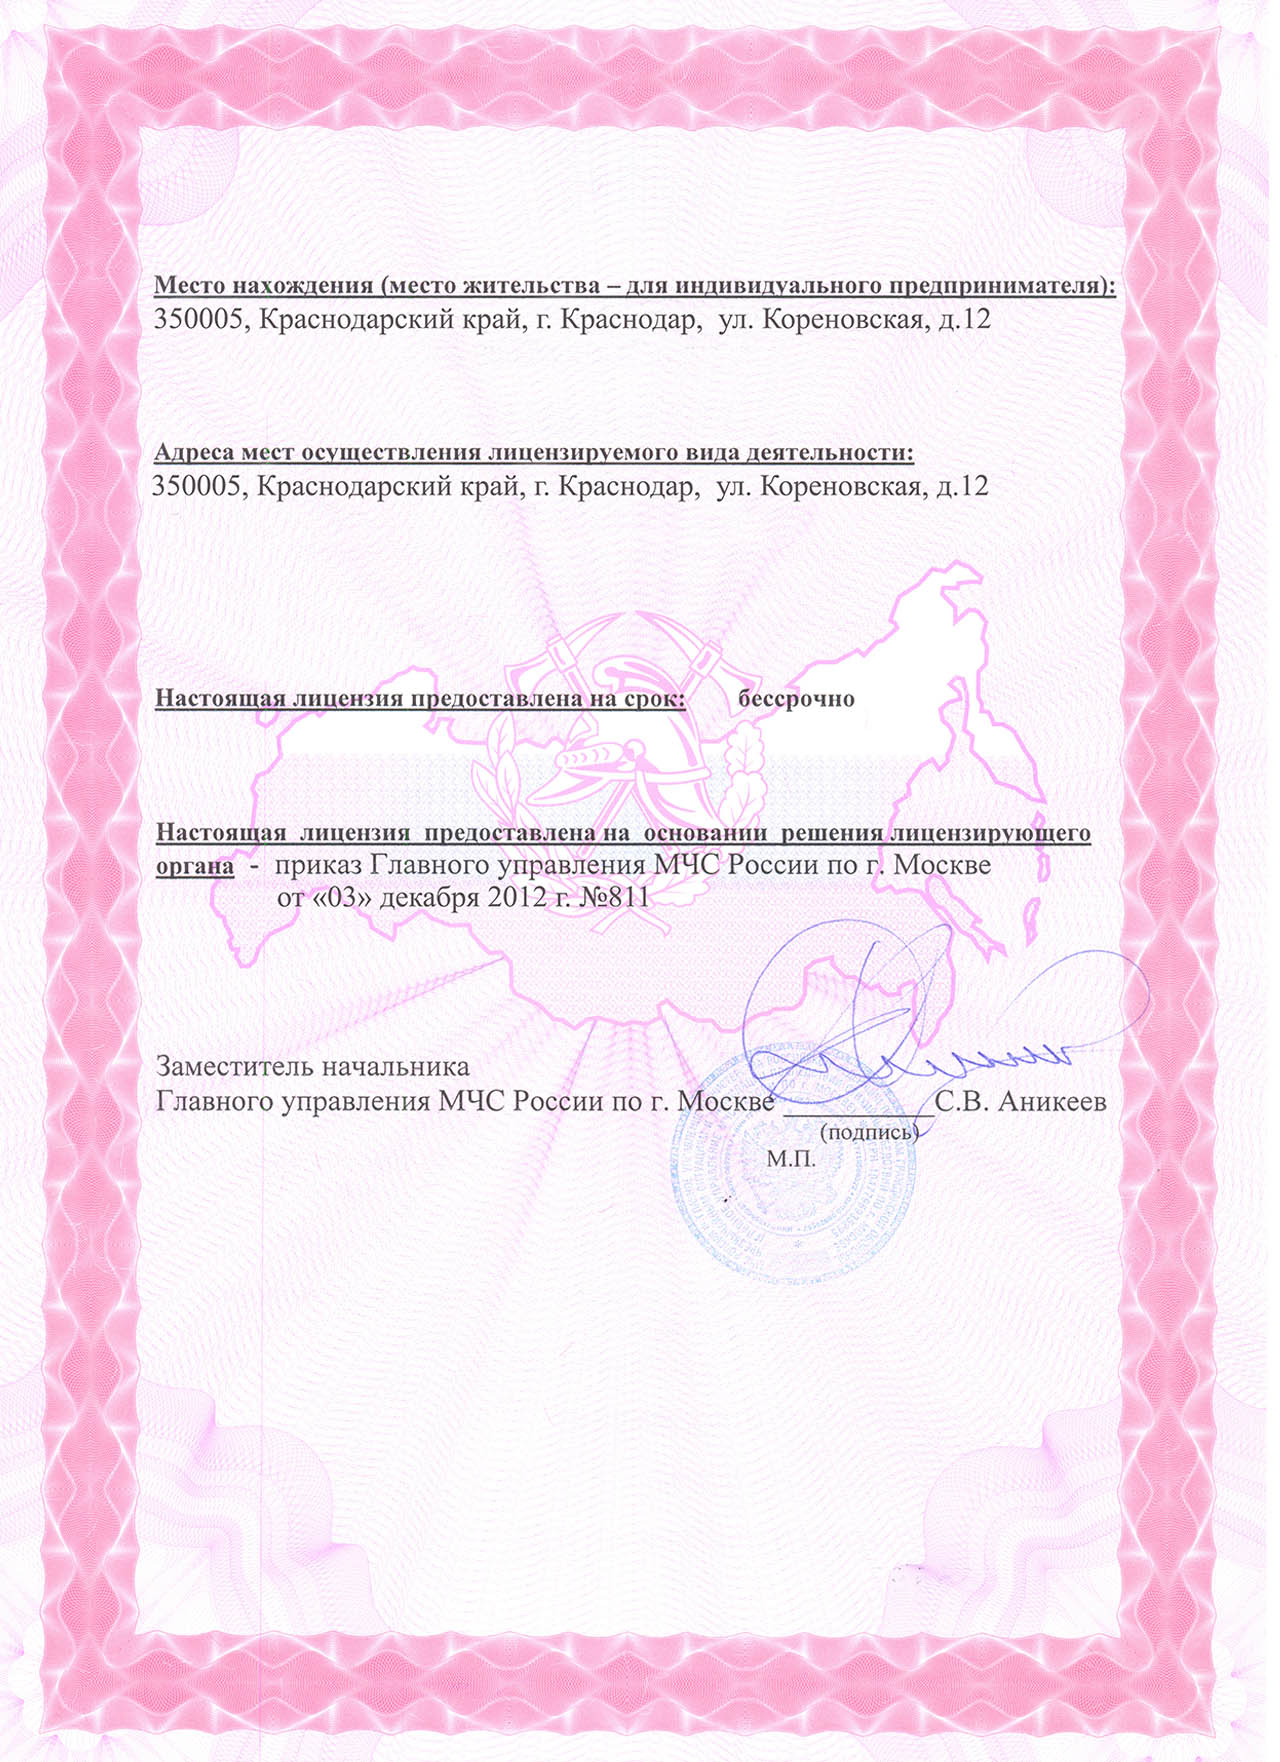 Место нахождения (место жительства – для индивидуального предпринимателя):
350005, Краснодарский край, г. Краснодар, ул. Кореновская, д.12
Адреса мест осуществления лицензируемого вида деятельности:
350005, Краснодарский край, г. Краснодар, ул. Кореновская, д.12
Настоящая лицензия предоставлена на срок: бессрочно
Настоящая лицензия предоставлена на основании решения лицензирующего
органа - приказ Главного управления МЧС России по г. Москве
от «03» декабря 2012 г. №811
Заместитель начальника
Главного управления МЧС России по г. Москве ___________С.В. Аникеев
(подпись)
М.П.